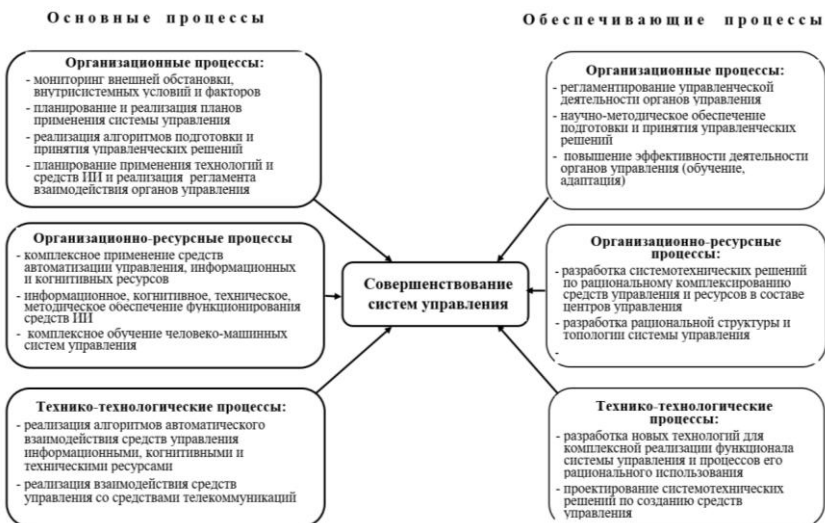 Основные процессы
Обеспечивающие процессы
Организационные процессы:
- мониторинг внешней обстановки,
внутрисистемных условий и факторов
- планирование и реализация планов
применения системы управления
- реализация алгоритмов подготовки и
принятия управленческих решений
- планирование применения технологий и
средств ИИ и реализация регламента
взаимодействия органов управления
Организационно-ресурсные процессы
- комплексное применение средств
автоматизации управления, информационных
и когнитивных ресурсов
- информационное, когнитивное, техническое,
методическое обеспечение функционирования
средств ИИ
- комплексное обучение человеко-машинных
систем управления
Технико-технологические процессы:
- реализация алгоритмов автоматического
взаимодействия средств управления
информационными, когнитивными и
техническими ресурсами
- реализация взаимодействия средств
управления со средствами телекоммуникаций
Совершенствование
систем управления
Организационные процессы:
- регламентирование управленческой
деятельности органов управления
- научно-методическое обеспечение
подготовки и принятия управленческих
решений
- повышение эффективности деятельности
органов управления (обучение,
адаптация)
Организационно-ресурсные
процессы:
- разработка системотехнических решений
по рациональному комплексированию
средств управления и ресурсов в составе
центров управления
- разработка рациональной структуры и
топологии системы управления
-
Технико-технологические
процессы:
- разработка новых технологий для
комплексной реализации функционала
системы управления и процессов его
рационального использования
- проектирование системотехнических
решений по созданию средств
управления